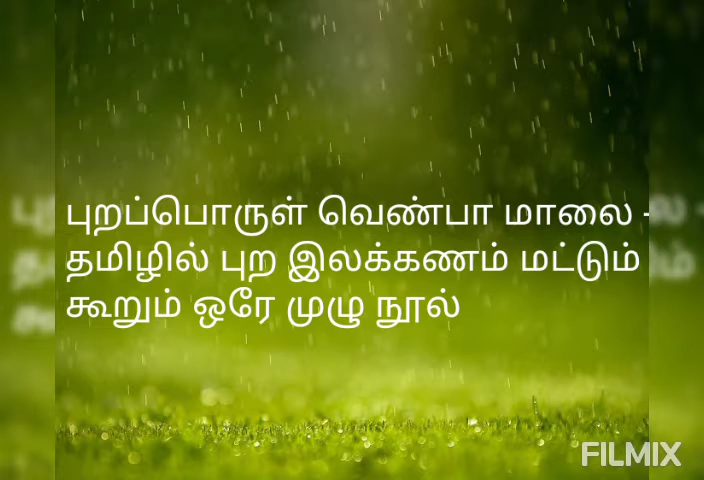 புறப்பொருள் வெண்பா மாலை -
தமிழில் புற இலக்கணம் மட்டும்
கூறும் ஒரே முழு நூல்
FILMIX